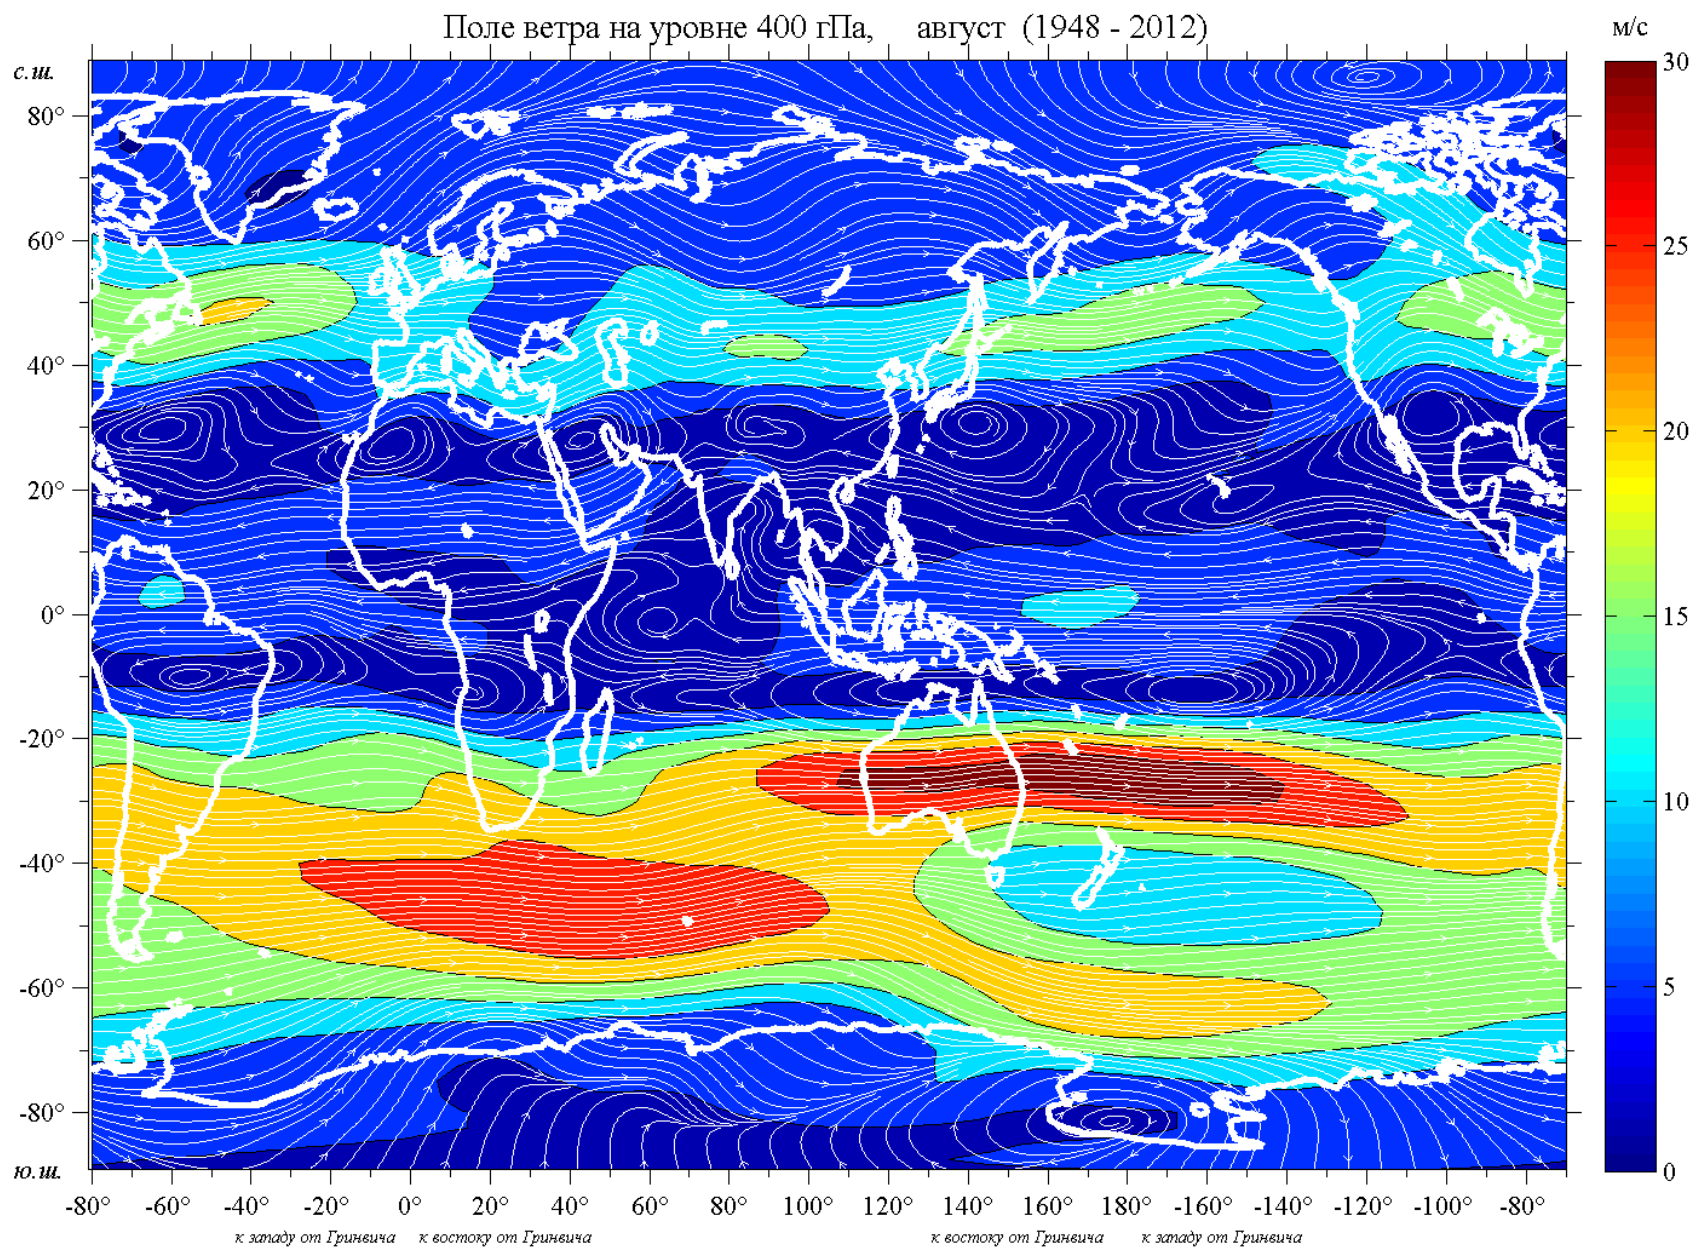 Поле ветра на уровне 400 гПа, август (1948 - 2012)
м/с
с.ш.
80°
60°
40°
20°
0°
-20°
-40°
-60°
-80°
ю.ш.
30
25
20
15
10
5
0
-80° -60° -40° -20° 0° 20° 40° 60° 80° 100° 120° 140° 160° 180° -160° -140° -120° -100° -80°
к западу от Гринвича к востоку от Гринвича к востоку от Гринвича к западу от Гринвича